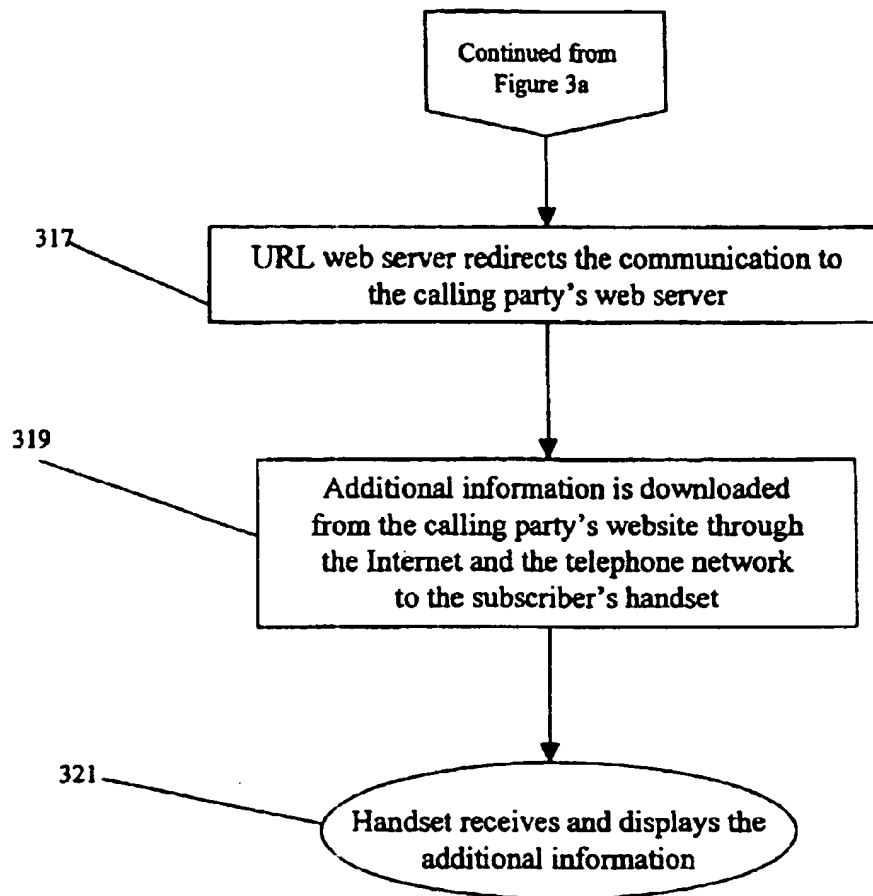 Continued from
Figure 3a
317
URL web server redirects the communication to
the calling party's web server
319
Additional information is downloaded
from the calling party's website through
the Internet and the telephone network
to the subscriber's handset
321
Handset receives and displays the
additional information